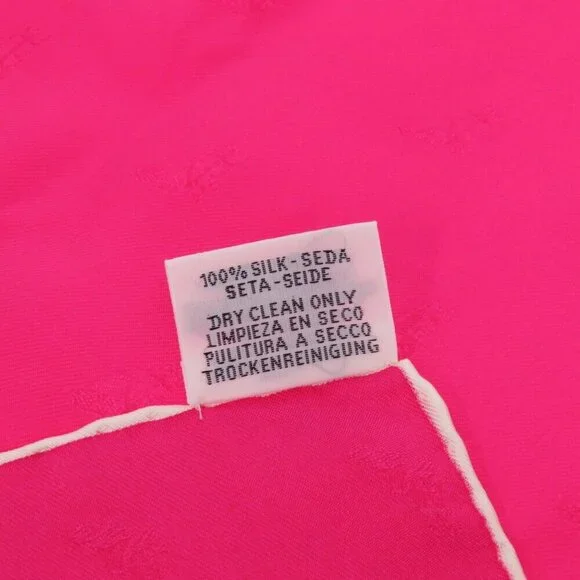 100% SILK-SEDA
SETA-SEIDE
DRY CLEAN ONLY
LIMPIEZA EN SECO
PULITURA A SECCO
TROCKENREINIGUNG